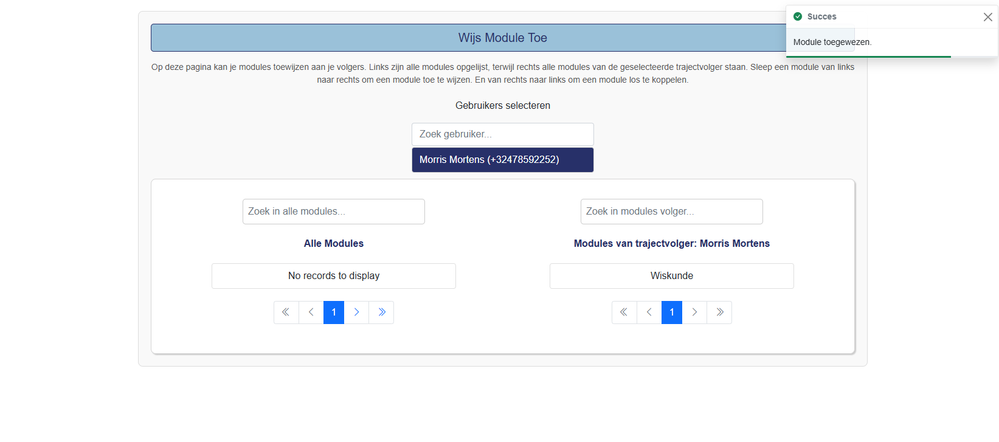 Wijs Module Toe
Succes
Module toegewezen.
Op deze pagina kan je modules toewijzen aan je volgers. Links zijn alle modules opgelijst, terwijl rechts alle modules van de geselecteerde trajectvolger staan. Sleep een module van links
naar rechts om een module toe te wijzen. En van rechts naar links om een module los te koppelen.
Gebruikers selecteren
Zoek gebruiker...
Morris Mortens (+32478592252)
Zoek in alle modules...
Zoek in modules volger...
Alle Modules
Modules van trajectvolger: Morris Mortens
No records to display
Wiskunde
1
1